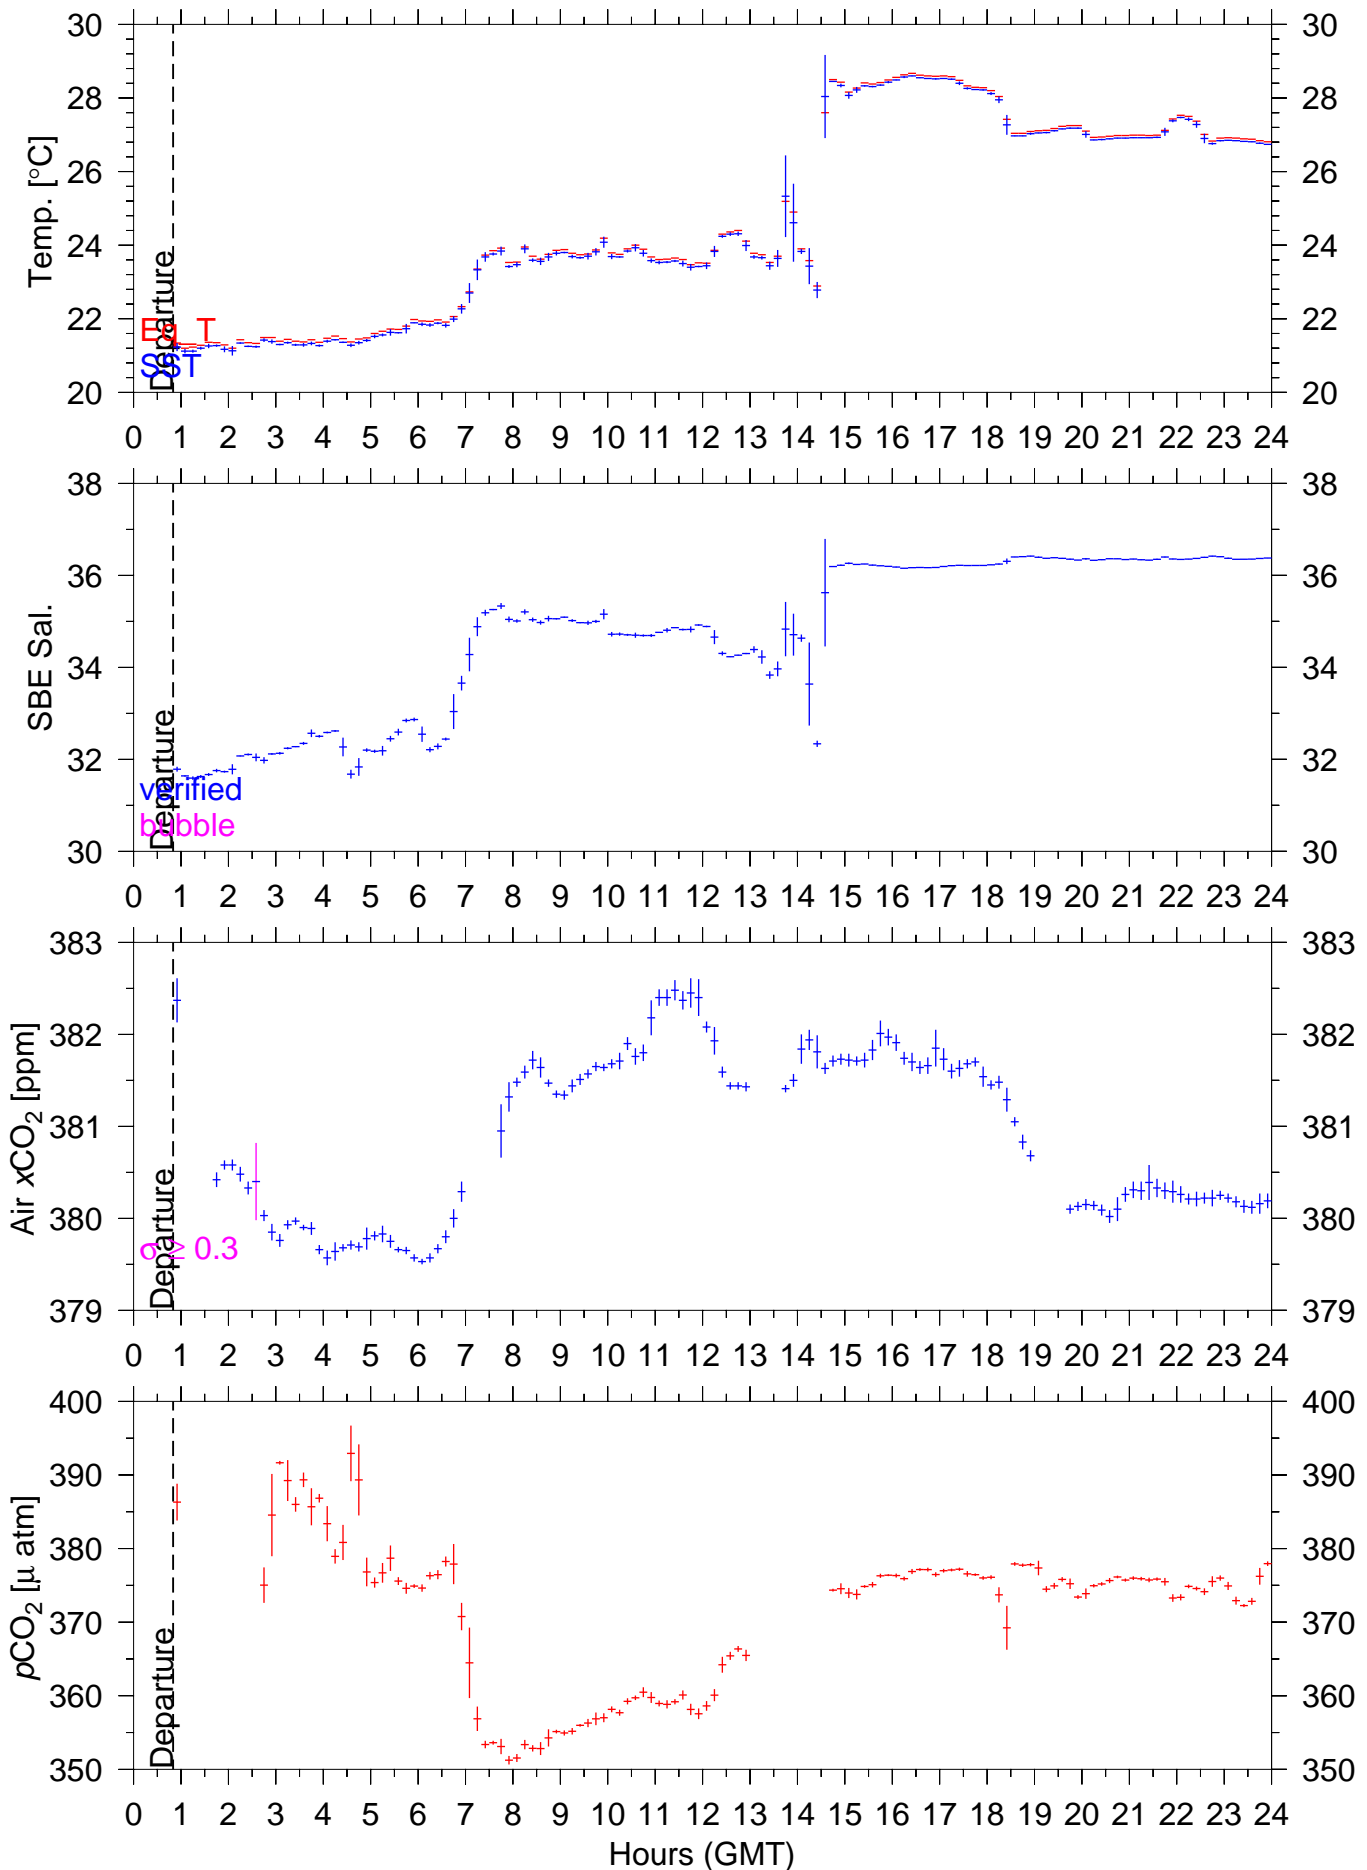 30 30
28 28
26 26
24 24
22 22
20 20
Temp. [°C]
Departure
Eq T
SST
0 1 2 3 4 5 6 7 8 9 10 11 12 13 14 15 16 17 18 19 20 21 22 23 24
38 38
36 36
34 34
32 32
30 30
SBE Sal.
Departure
verified
bubble
0 1 2 3 4 5 6 7 8 9 10 11 12 13 14 15 16 17 18 19 20 21 22 23 24
383 383
382 382
381 381
380 380
379 379
Air xCO₂ [ppm]
Departure
σ ≥ 0.3
0 1 2 3 4 5 6 7 8 9 10 11 12 13 14 15 16 17 18 19 20 21 22 23 24
400 400
390 390
380 380
370 370
360 360
350 350
pCO₂ [μ atm]
Departure
0 1 2 3 4 5 6 7 8 9 10 11 12 13 14 15 16 17 18 19 20 21 22 23 24
Hours (GMT)